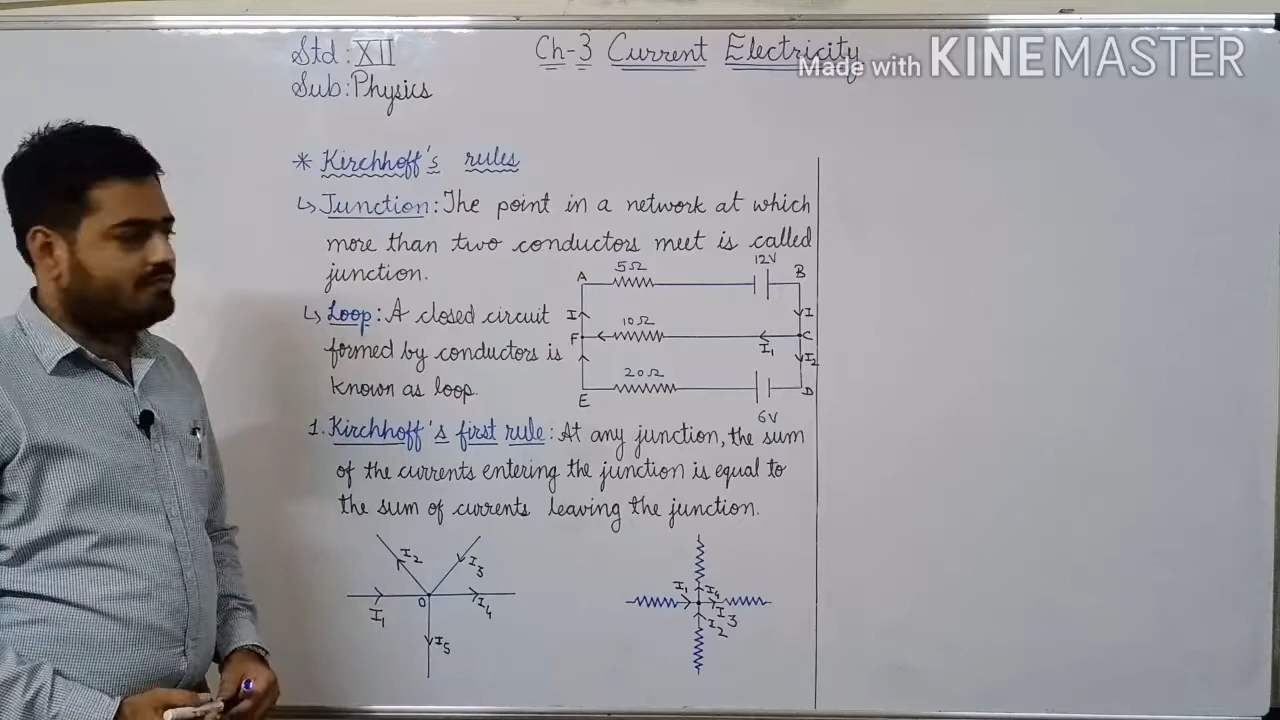 Std: XII
Ch-3 Current Electricity
Made with KINEMASTER
Sub: Physics
* Kirchhoff's rules
↳ Junction: The point in a network at which
more than two conductors meet is called
junction.
↳ Loop: A closed circuit
formed by conductors is
known as loop.
A 5Ω 12V B
I I
F 10Ω I₁ C
I₂
E 20Ω 6V D
1. Kirchhoff's first rule: At any junction, the sum
of the currents entering the junction is equal to
the sum of currents leaving the junction.
I₂ I₃
O I₄
I₁
I₅
I₁ I₄
I₃
I₂